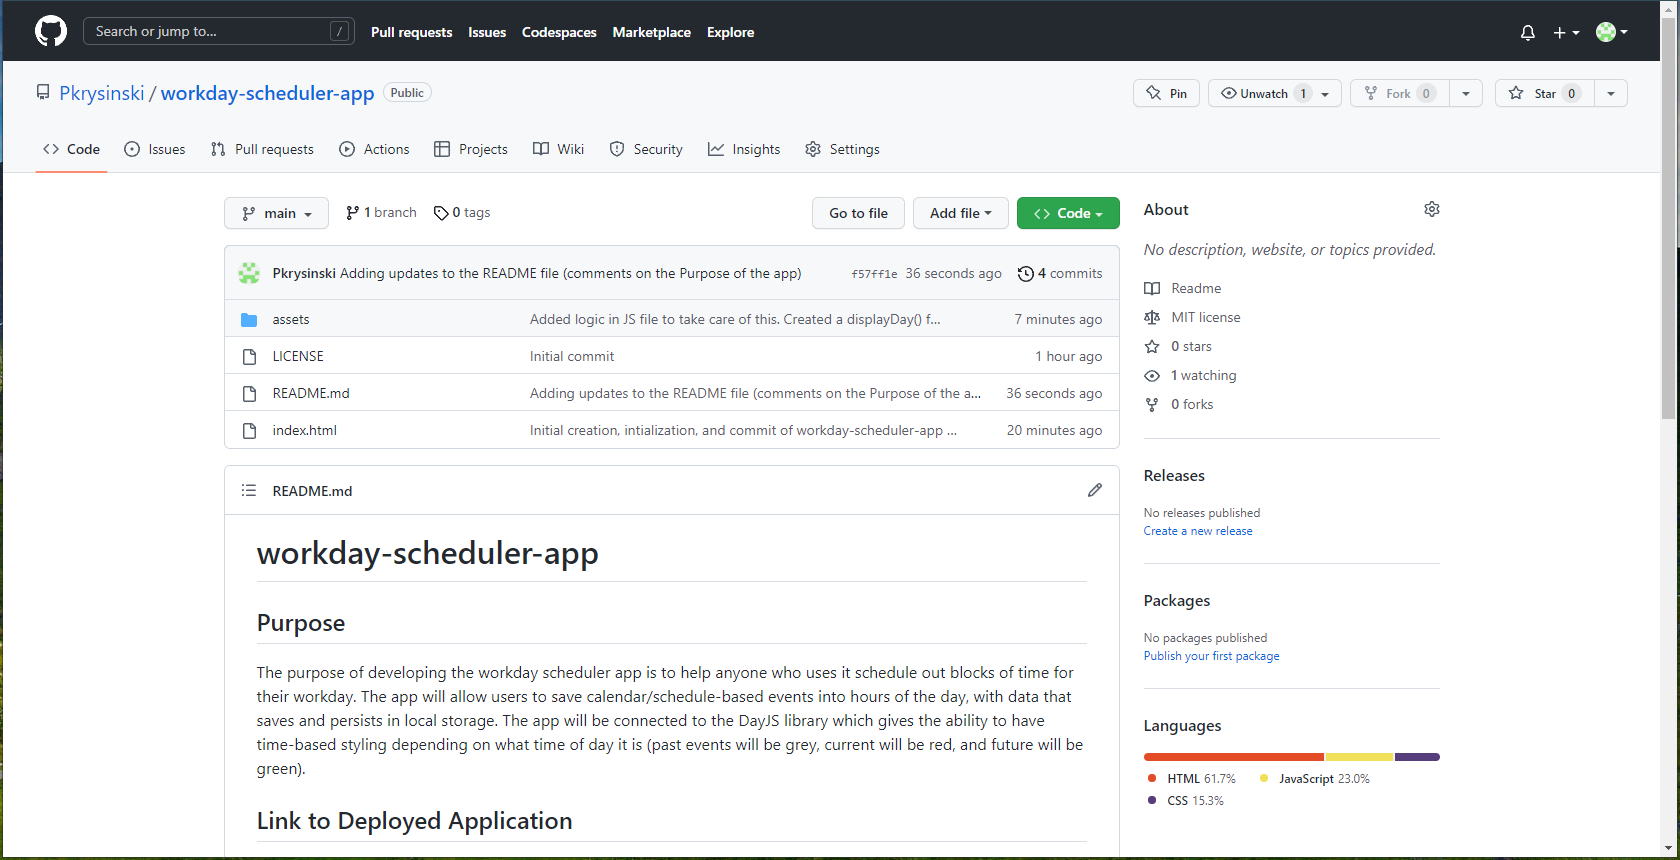 Search or jump to... /
Pull requests Issues Codespaces Marketplace Explore
Pkrysinski / workday-scheduler-app Public
Pin Unwatch 1 Fork 0 Star 0
Code Issues Pull requests Actions Projects Wiki Security Insights Settings
main 1 branch 0 tags Go to file Add file Code
Pkrysinski Adding updates to the README file (comments on the Purpose of the app) f57ff1e 36 seconds ago 4 commits
assets Added logic in JS file to take care of this. Created a displayDay() f... 7 minutes ago
LICENSE Initial commit 1 hour ago
README.md Adding updates to the README file (comments on the Purpose of the a... 36 seconds ago
index.html Initial creation, intialization, and commit of workday-scheduler-app ... 20 minutes ago
README.md
workday-scheduler-app
Purpose
The purpose of developing the workday scheduler app is to help anyone who uses it schedule out blocks of time for
their workday. The app will allow users to save calendar/schedule-based events into hours of the day, with data that
saves and persists in local storage. The app will be connected to the DayJS library which gives the ability to have
time-based styling depending on what time of day it is (past events will be grey, current will be red, and future will be
green).
Link to Deployed Application
About
No description, website, or topics provided.
Readme
MIT license
0 stars
1 watching
0 forks
Releases
No releases published
Create a new release
Packages
No packages published
Publish your first package
Languages
HTML 61.7% JavaScript 23.0%
CSS 15.3%